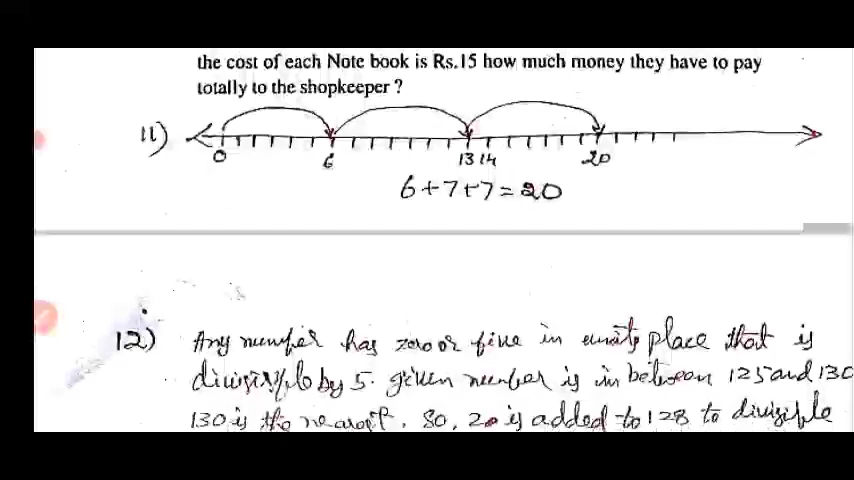 the cost of each Note book is Rs.15 how much money they have to pay
totally to the shopkeeper ?
11)
0 6 13 14 20
6+7+7=20
12) Any number has zero or five in units place that is
divisible by 5. given number is in between 125 and 130
130 is the nearest. So, 2 is added to 128 to divisible